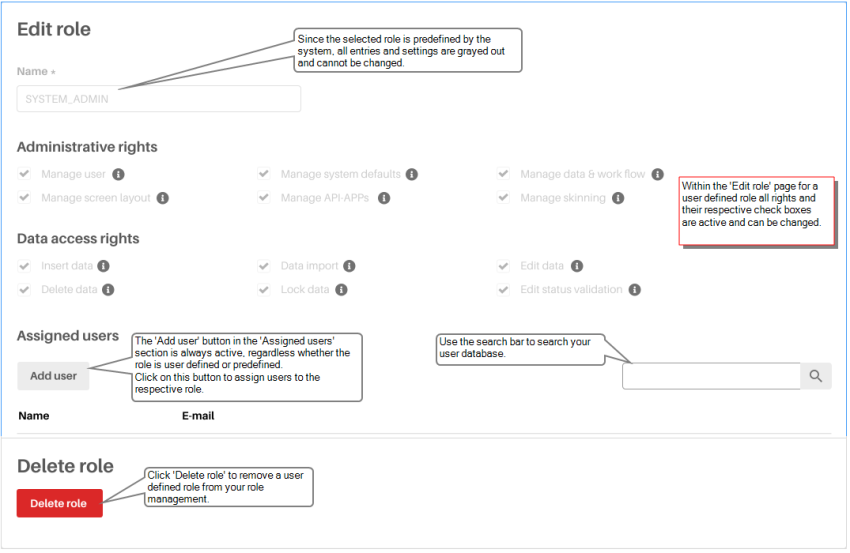 Edit role
Since the selected role is predefined by the
system, all entries and settings are grayed out
and cannot be changed.
Name *
SYSTEM_ADMIN
Administrative rights
Manage user
Manage system defaults
Manage data & work flow
Manage screen layout
Manage API-APPs
Manage skinning
Within the 'Edit role' page for a
user defined role all rights and
their respective check boxes
are active and can be changed.
Data access rights
Insert data
Data import
Edit data
Delete data
Lock data
Edit status validation
Assigned users
The 'Add user' button in the 'Assigned users'
section is always active, regardless whether the
role is user defined or predefined.
Click on this button to assign users to the
respective role.
Use the search bar to search your
user database.
Add user
Name E-mail
Delete role
Click 'Delete role' to remove a user
defined role from your role
management.
Delete role